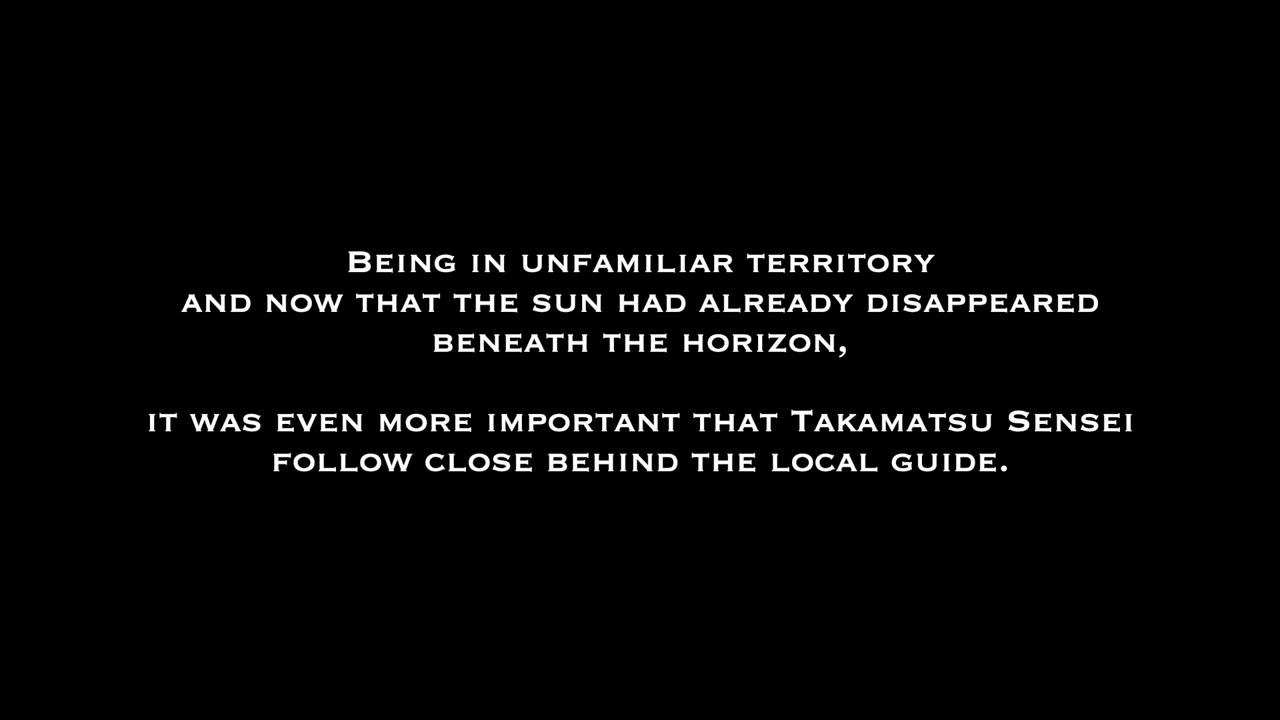 Being in unfamiliar territory
and now that the sun had already disappeared
beneath the horizon,
it was even more important that Takamatsu Sensei
follow close behind the local guide.